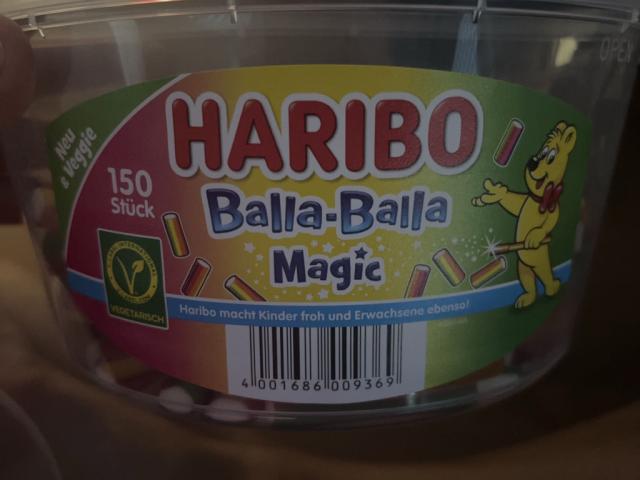 OPEN
HARIBO
Neu
& Veggie
150
Stück
Balla-Balla
Magic
VEGETARISCH
Haribo macht Kinder froh und Erwachsene ebenso!
4 001686 009369